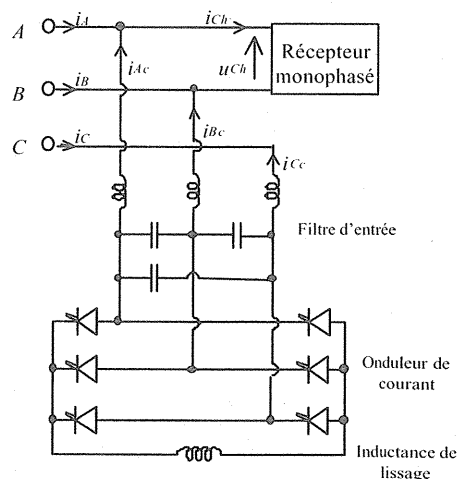 A
iA
iCh
Récepteur
monophasé
iAc
uCh
B
iB
iBc
C
iC
iCc
Filtre d'entrée
Onduleur de
courant
Inductance de
lissage